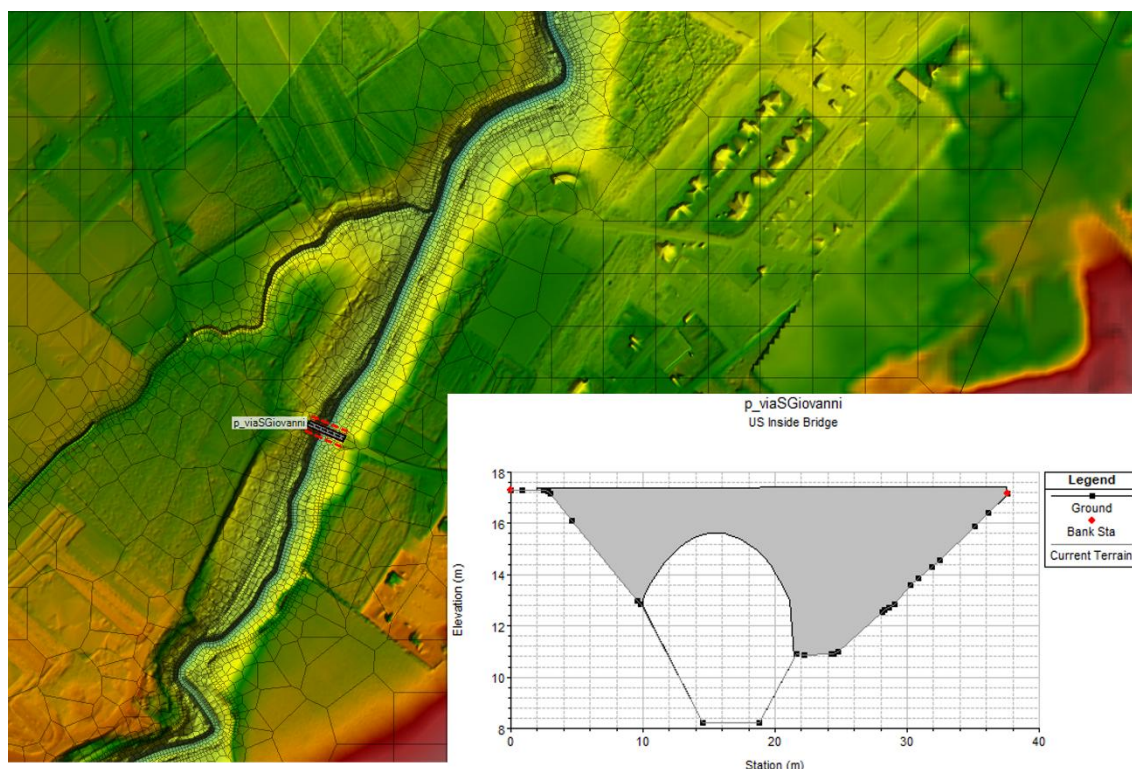 p_viaSGiovanni
p_viaSGiovanni
US Inside Bridge
18
16
14
12
10
8
Elevation (m)
0
10
20
30
40
Station (m)
Legend
Ground
Bank Sta
Current Terrain